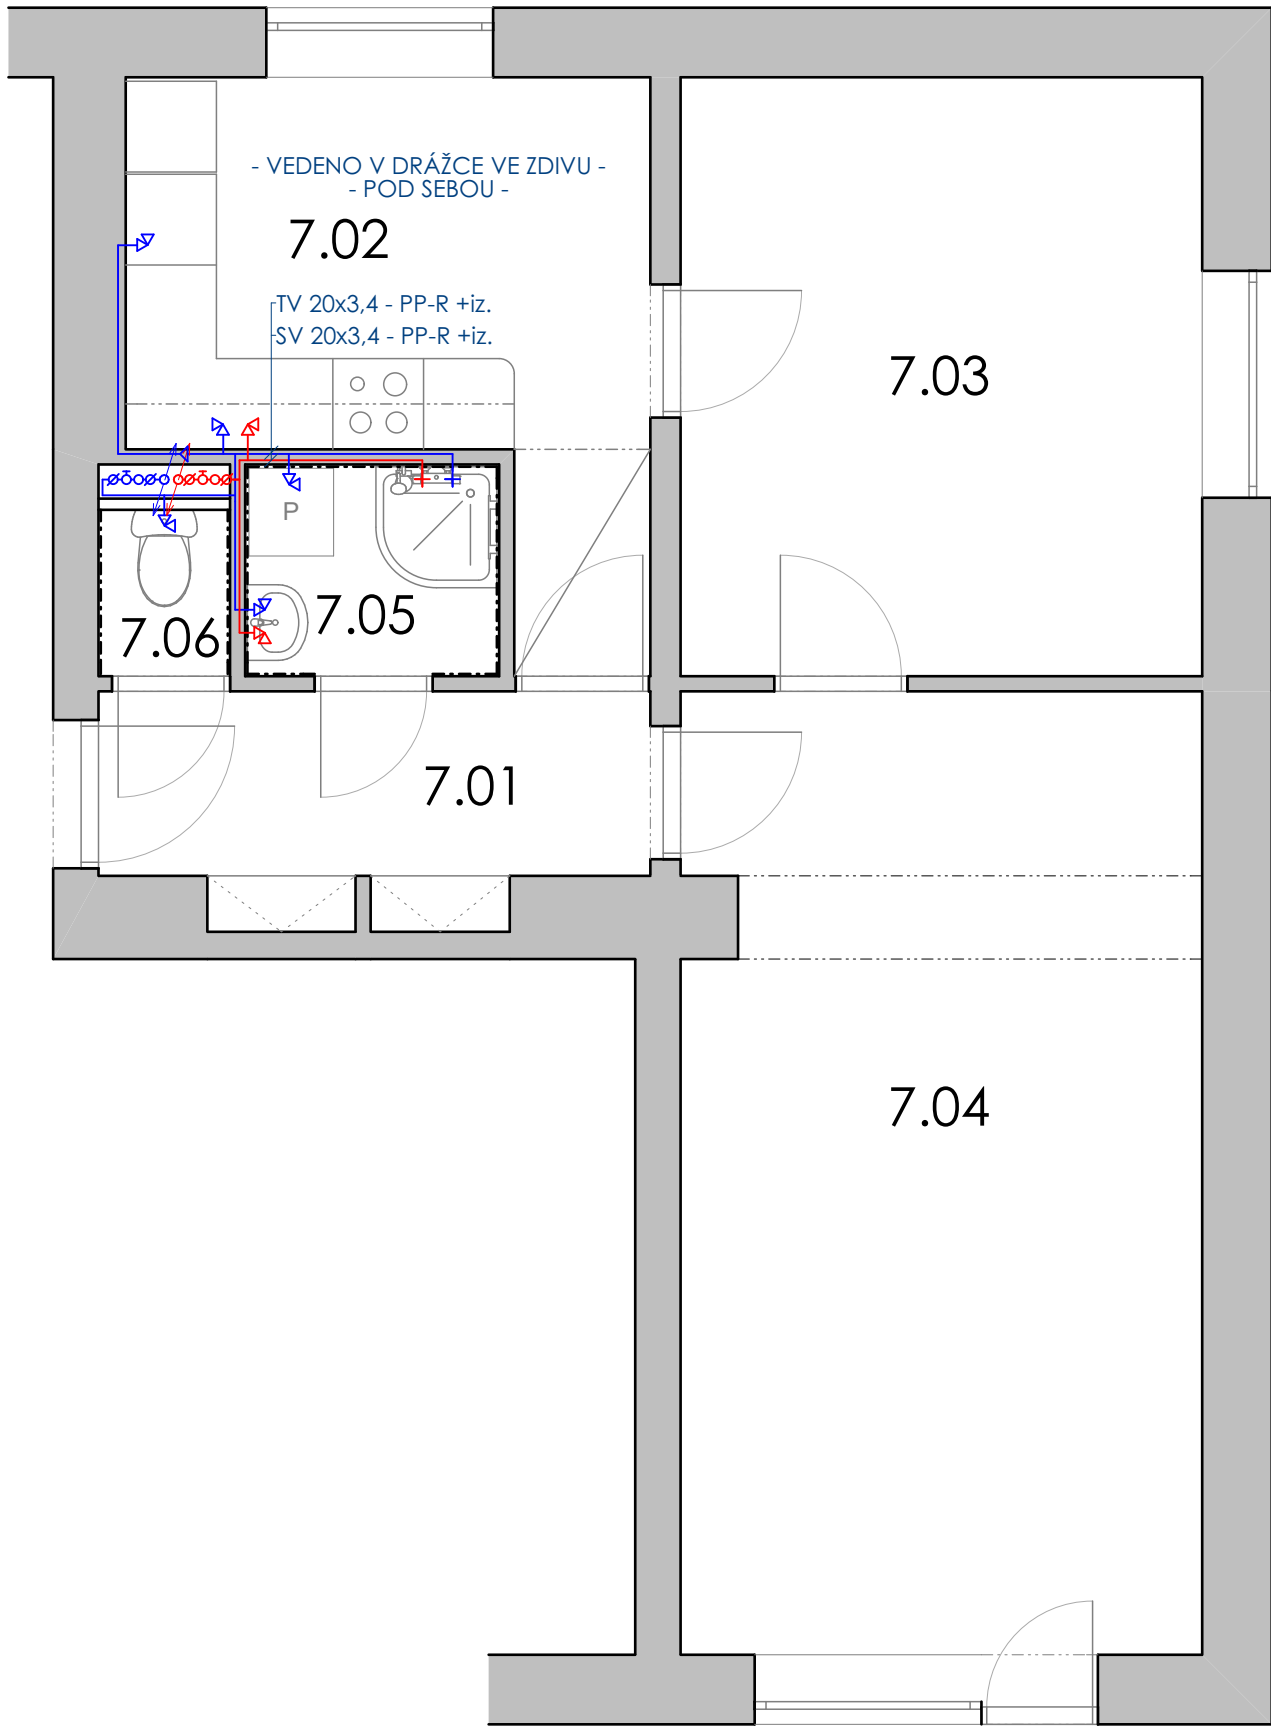 - VEDENO V DRÁŽCE VE ZDIVU -
- POD SEBOU -
7.02
TV 20x3,4 - PP-R +iz.
SV 20x3,4 - PP-R +iz.
7.03
P
7.05
7.06
7.01
7.04